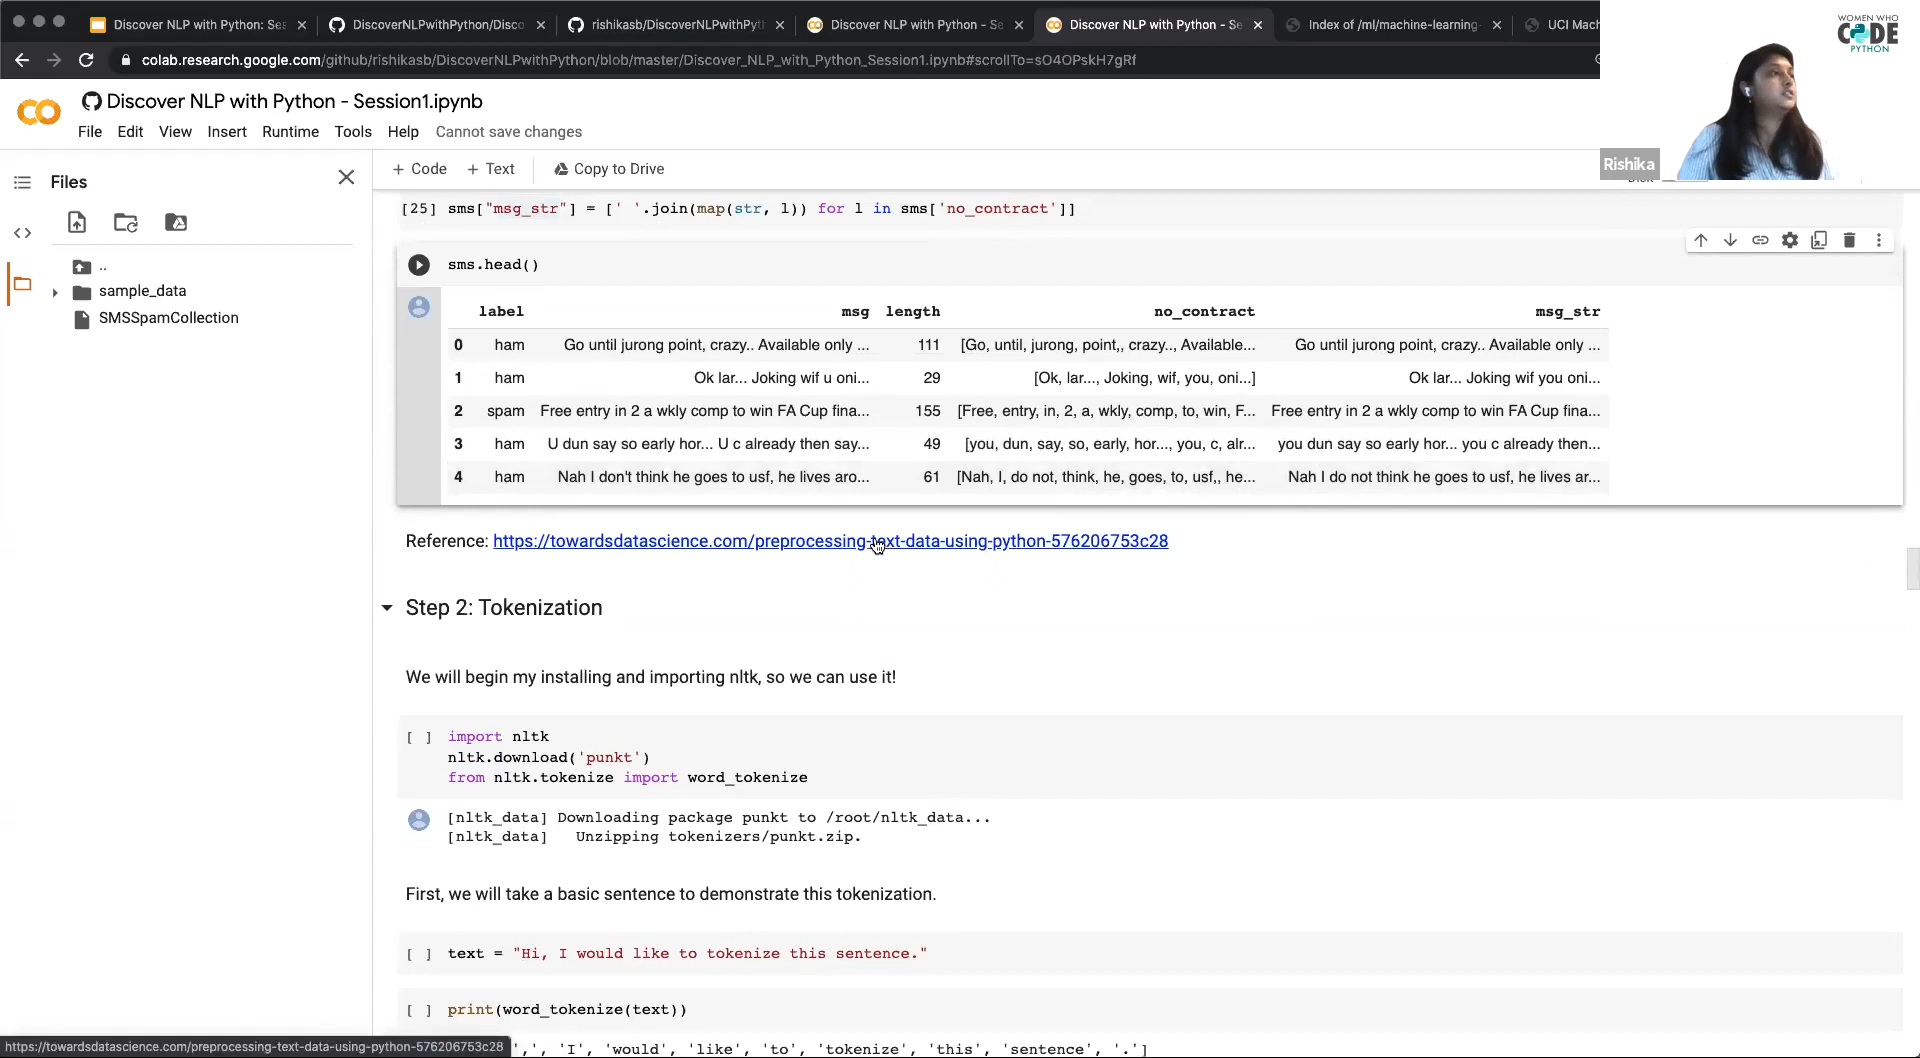 Discover NLP with Python: Ses
DiscoverNLPwithPython/Disco
rishikasb/DiscoverNLPwithPyth
Discover NLP with Python - Se
Discover NLP with Python - Se
Index of /ml/machine-learning-
UCI Mach
colab.research.google.com/github/rishikasb/DiscoverNLPwithPython/blob/master/Discover_NLP_with_Python_Session1.ipynb#scrollTo=sO4OPskH7gRf
WOMEN WHO
CODE
PYTHON
Discover NLP with Python - Session1.ipynb
File Edit View Insert Runtime Tools Help Cannot save changes
Rishika
Files
+ Code + Text Copy to Drive
..
sample_data
SMSSpamCollection
[25] sms["msg_str"] = [' '.join(map(str, l)) for l in sms['no_contract']]
sms.head()
label msg length no_contract msg_str
0 ham Go until jurong point, crazy.. Available only ... 111 [Go, until, jurong, point,, crazy.., Available... Go until jurong point, crazy.. Available only ...
1 ham Ok lar... Joking wif u oni... 29 [Ok, lar..., Joking, wif, you, oni...] Ok lar... Joking wif you oni...
2 spam Free entry in 2 a wkly comp to win FA Cup fina... 155 [Free, entry, in, 2, a, wkly, comp, to, win, F... Free entry in 2 a wkly comp to win FA Cup fina...
3 ham U dun say so early hor... U c already then say... 49 [you, dun, say, so, early, hor..., you, c, alr... you dun say so early hor... you c already then...
4 ham Nah I don't think he goes to usf, he lives aro... 61 [Nah, I, do not, think, he, goes, to, usf,, he... Nah I do not think he goes to usf, he lives ar...
Reference: https://towardsdatascience.com/preprocessing-text-data-using-python-576206753c28
Step 2: Tokenization
We will begin my installing and importing nltk, so we can use it!
[ ] import nltk
nltk.download('punkt')
from nltk.tokenize import word_tokenize
[nltk_data] Downloading package punkt to /root/nltk_data...
[nltk_data] Unzipping tokenizers/punkt.zip.
First, we will take a basic sentence to demonstrate this tokenization.
[ ] text = "Hi, I would like to tokenize this sentence."
[ ] print(word_tokenize(text))
https://towardsdatascience.com/preprocessing-text-data-using-python-576206753c28
',', 'I', 'would', 'like', 'to', 'tokenize', 'this', 'sentence', '.']